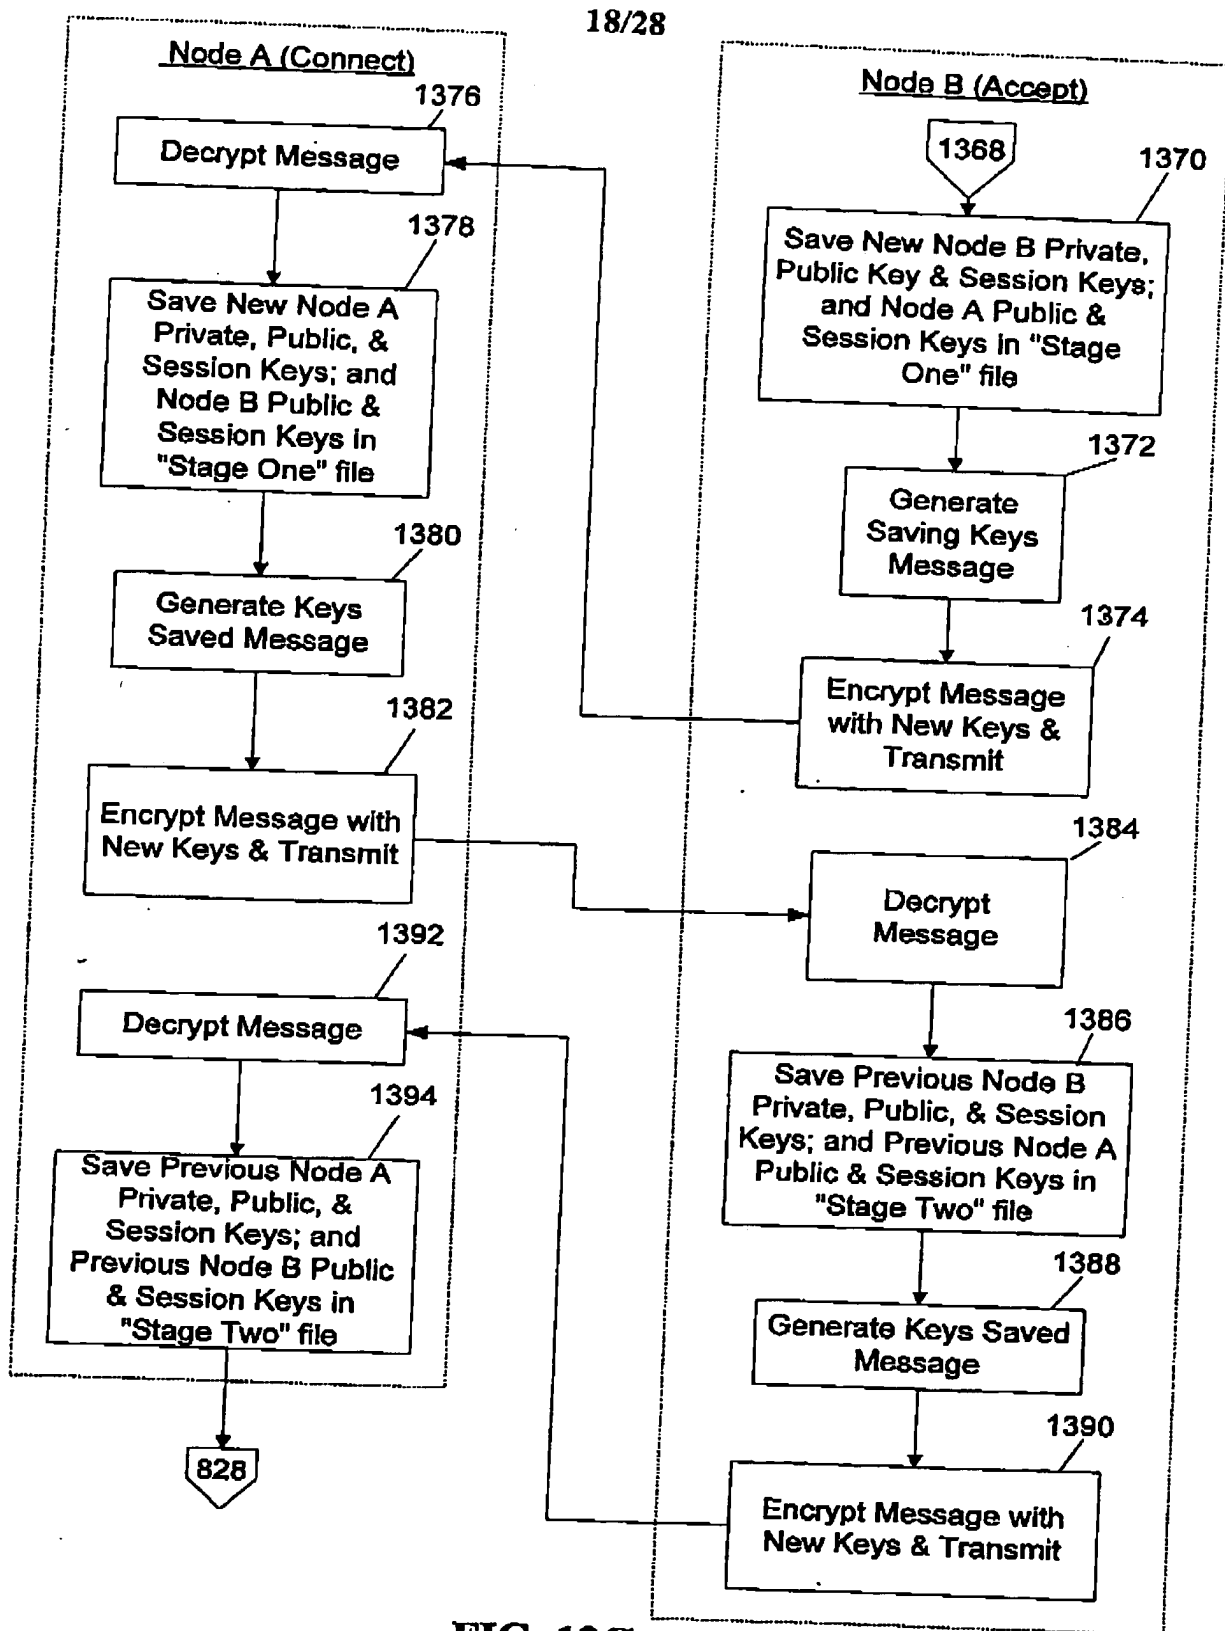 18/28
Node A (Connect)
1376
Decrypt Message
1378
Save New Node A
Private, Public, &
Session Keys; and
Node B Public &
Session Keys in
"Stage One" file
1380
Generate Keys
Saved Message
1382
Encrypt Message with
New Keys & Transmit
1392
Decrypt Message
1394
Save Previous Node A
Private, Public, &
Session Keys; and
Previous Node B Public
& Session Keys in
"Stage Two" file
828
Node B (Accept)
1368
1370
Save New Node B Private,
Public Key & Session Keys;
and Node A Public &
Session Keys in "Stage
One" file
1372
Generate
Saving Keys
Message
1374
Encrypt Message
with New Keys &
Transmit
1384
Decrypt
Message
1386
Save Previous Node B
Private, Public, & Session
Keys; and Previous Node A
Public & Session Keys in
"Stage Two" file
1388
Generate Keys Saved
Message
1390
Encrypt Message with
New Keys & Transmit
FIG.